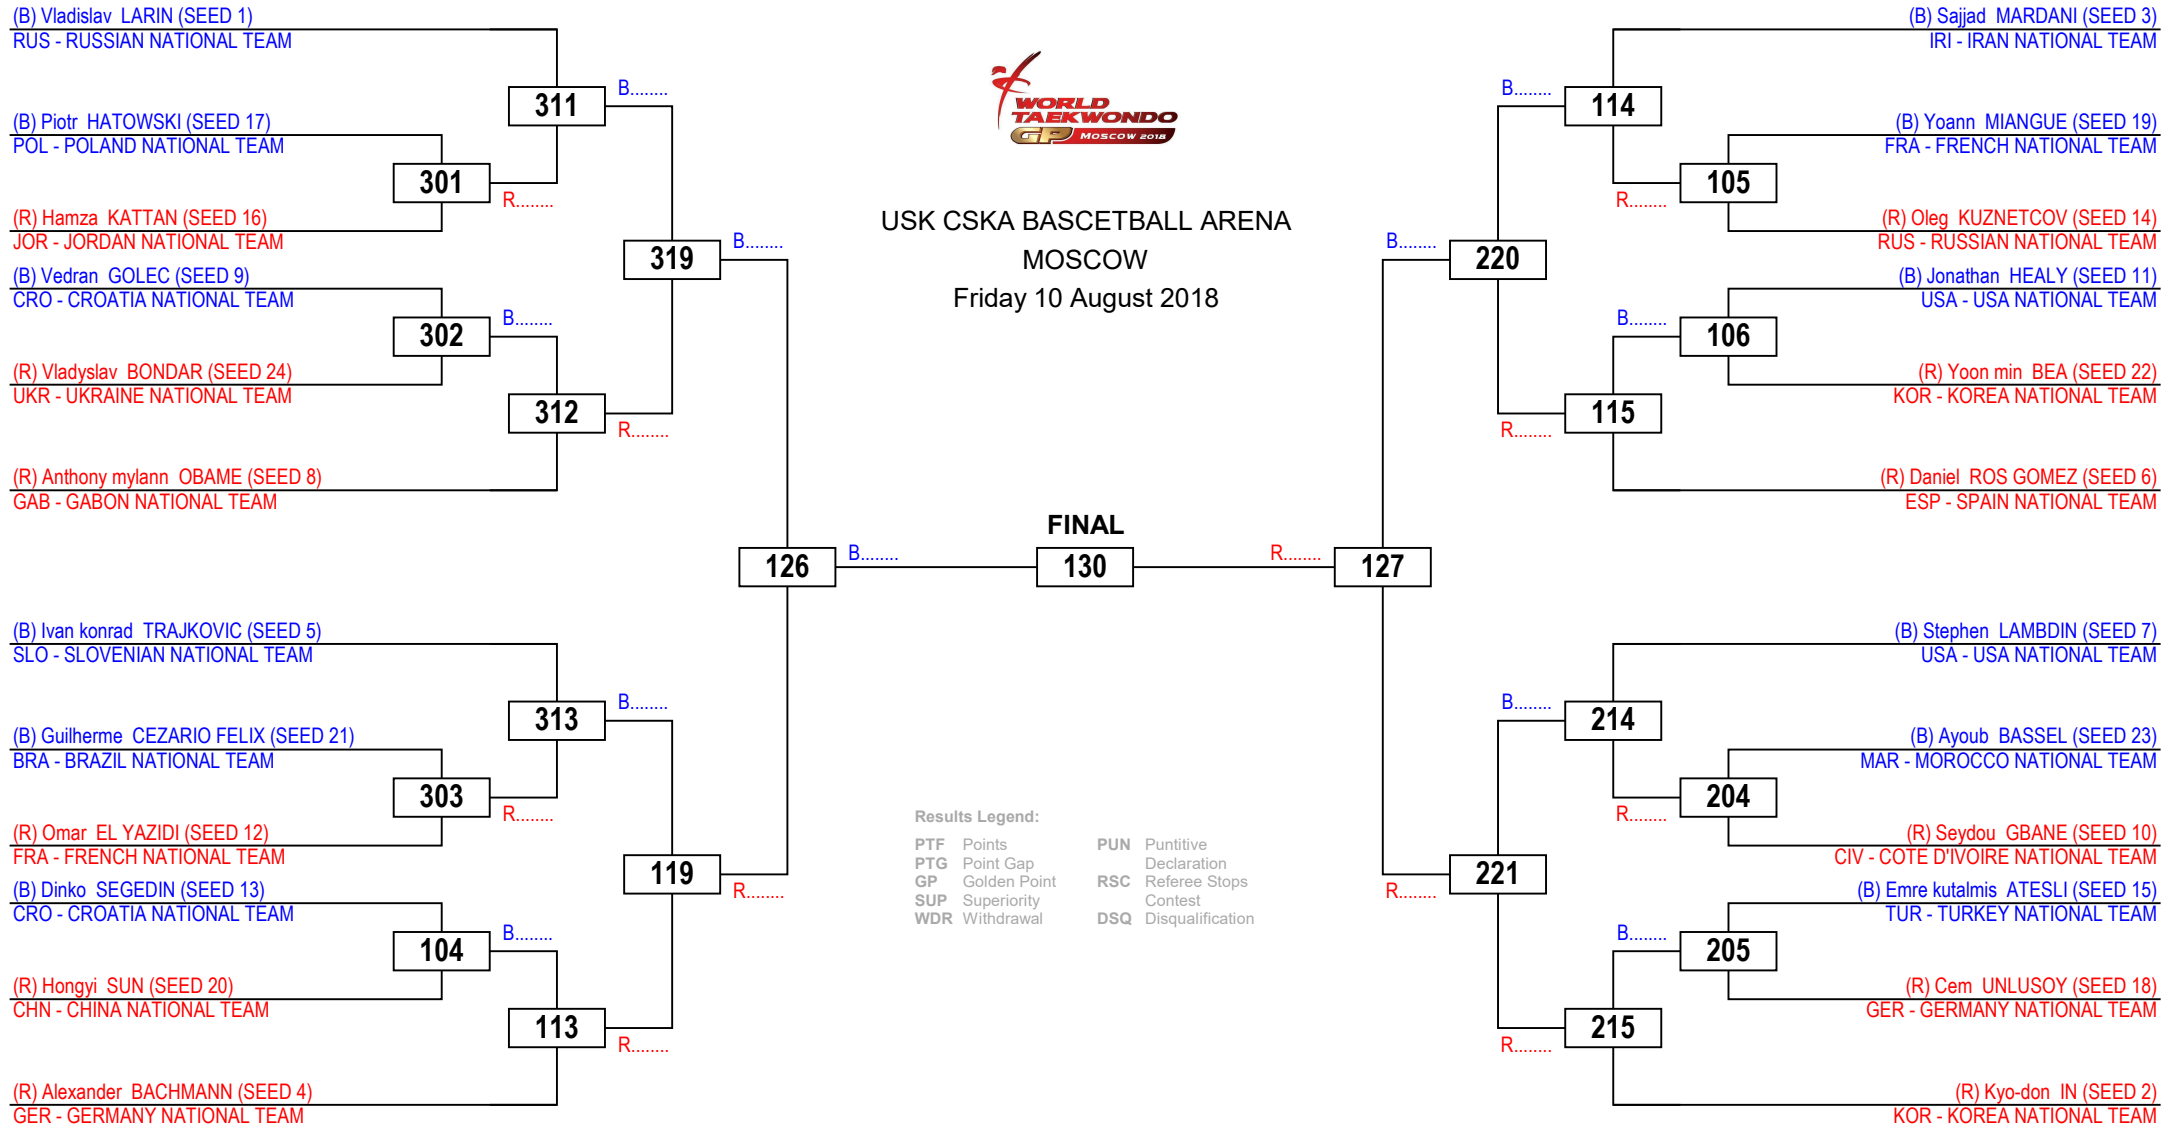 (B) Vladislav LARIN (SEED 1)
RUS - RUSSIAN NATIONAL TEAM
311
B........
(B) Piotr HATOWSKI (SEED 17)
POL - POLAND NATIONAL TEAM
301
R........
(R) Hamza KATTAN (SEED 16)
JOR - JORDAN NATIONAL TEAM
319
B........
(B) Vedran GOLEC (SEED 9)
CRO - CROATIA NATIONAL TEAM
302
B........
(R) Vladyslav BONDAR (SEED 24)
UKR - UKRAINE NATIONAL TEAM
312
R........
(R) Anthony mylann OBAME (SEED 8)
GAB - GABON NATIONAL TEAM
126
B........
(B) Ivan konrad TRAJKOVIC (SEED 5)
SLO - SLOVENIAN NATIONAL TEAM
313
B........
(B) Guilherme CEZARIO FELIX (SEED 21)
BRA - BRAZIL NATIONAL TEAM
303
R........
(R) Omar EL YAZIDI (SEED 12)
FRA - FRENCH NATIONAL TEAM
119
R........
(B) Dinko SEGEDIN (SEED 13)
CRO - CROATIA NATIONAL TEAM
104
B........
(R) Hongyi SUN (SEED 20)
CHN - CHINA NATIONAL TEAM
113
R........
(R) Alexander BACHMANN (SEED 4)
GER - GERMANY NATIONAL TEAM
WORLD
TAEKWONDO
GP MOSCOW 2018
USK CSKA BASCETBALL ARENA
MOSCOW
Friday 10 August 2018
FINAL
130
Results Legend:
PTF Points
PTG Point Gap
GP Golden Point
SUP Superiority
WDR Withdrawal
PUN Puntitive
Declaration
RSC Referee Stops
Contest
DSQ Disqualification
(B) Sajjad MARDANI (SEED 3)
IRI - IRAN NATIONAL TEAM
B........
114
(B) Yoann MIANGUE (SEED 19)
FRA - FRENCH NATIONAL TEAM
R........
105
(R) Oleg KUZNETCOV (SEED 14)
RUS - RUSSIAN NATIONAL TEAM
B........
220
(B) Jonathan HEALY (SEED 11)
USA - USA NATIONAL TEAM
B........
106
(R) Yoon min BEA (SEED 22)
KOR - KOREA NATIONAL TEAM
R........
115
(R) Daniel ROS GOMEZ (SEED 6)
ESP - SPAIN NATIONAL TEAM
R........
127
(B) Stephen LAMBDIN (SEED 7)
USA - USA NATIONAL TEAM
B........
214
(B) Ayoub BASSEL (SEED 23)
MAR - MOROCCO NATIONAL TEAM
R........
204
(R) Seydou GBANE (SEED 10)
CIV - COTE D'IVOIRE NATIONAL TEAM
R........
221
(B) Emre kutalmis ATESLI (SEED 15)
TUR - TURKEY NATIONAL TEAM
B........
205
(R) Cem UNLUSOY (SEED 18)
GER - GERMANY NATIONAL TEAM
R........
215
(R) Kyo-don IN (SEED 2)
KOR - KOREA NATIONAL TEAM